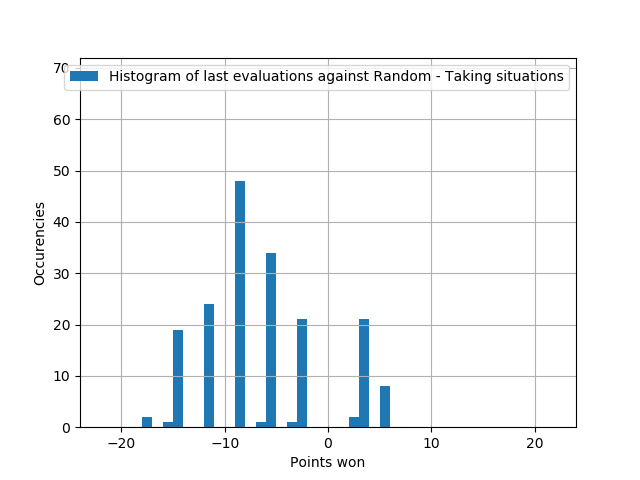 Histogram of last evaluations against Random - Taking situations
70
60
50
40
30
20
10
0
Occurencies
−20 −10 0 10 20
Points won